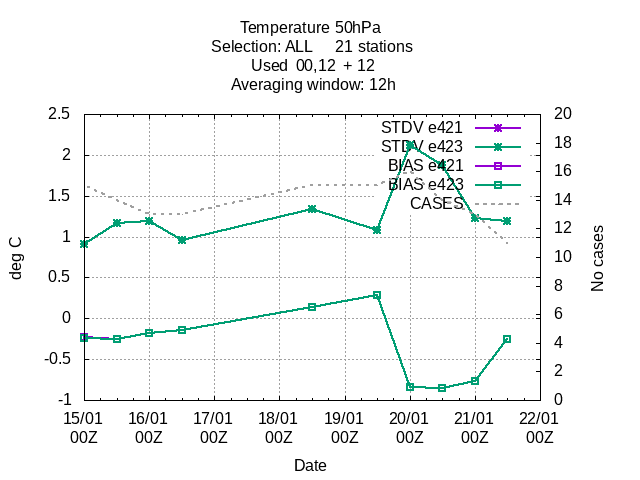 Temperature 50hPa
Selection: ALL 21 stations
Used 00,12 + 12
Averaging window: 12h
2.5
2
1.5
1
0.5
0
-0.5
-1
deg C
20
18
16
14
12
10
8
6
4
2
0
No cases
STDV e421
STDV e423
BIAS e421
BIAS e423
CASES
15/01 16/01 17/01 18/01 19/01 20/01 21/01 22/01
00Z 00Z 00Z 00Z 00Z 00Z 00Z 00Z
Date